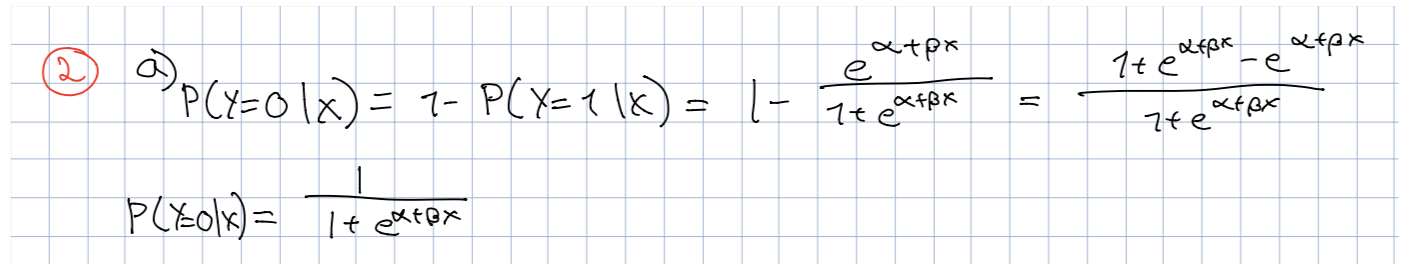 ② a) P(Y=0|x) = 1- P(Y=1|x) = 1- e^{α+βx}/(1+e^{α+βx}) = (1+e^{α+βx}-e^{α+βx})/(1+e^{α+βx})
P(Y=0|x)= 1/(1+e^{α+βx})